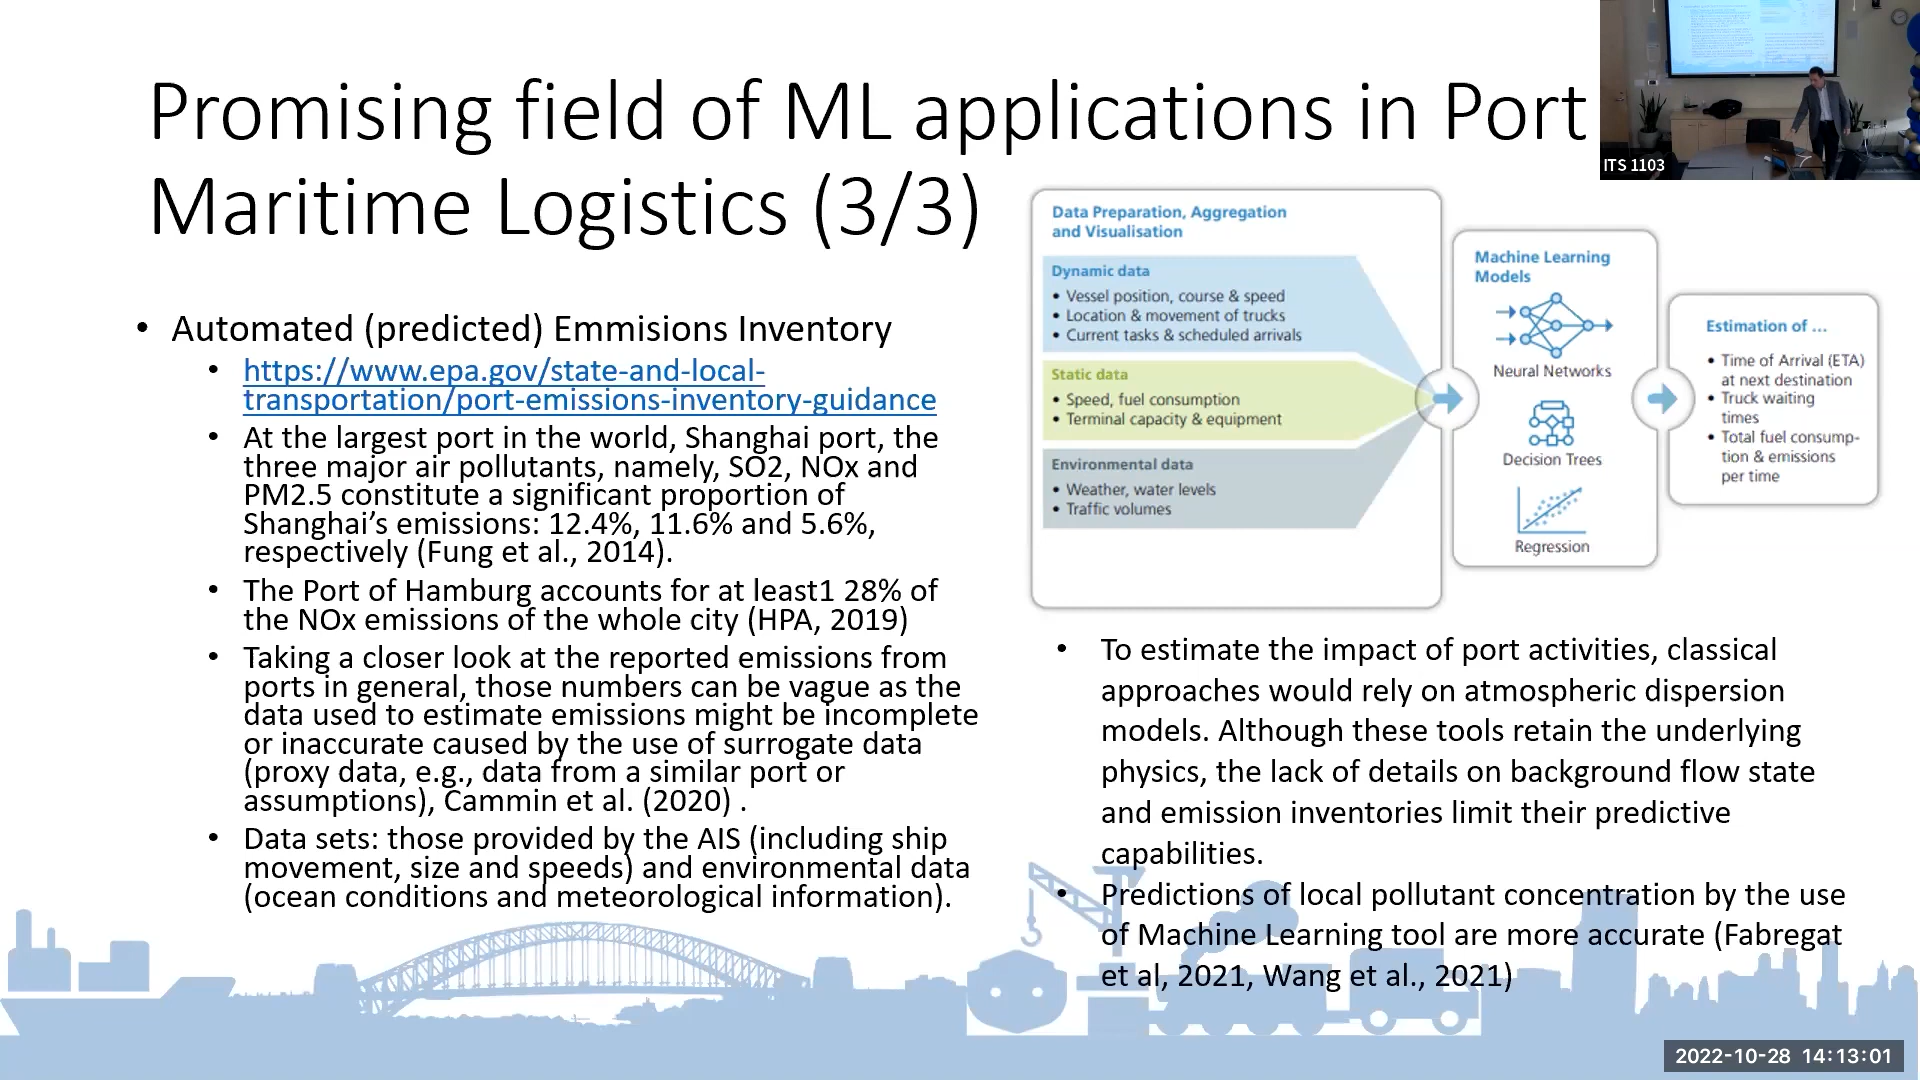 Promising field of ML applications in Port
Maritime Logistics (3/3)
• Automated (predicted) Emmisions Inventory
• https://www.epa.gov/state-and-local-
transportation/port-emissions-inventory-guidance
• At the largest port in the world, Shanghai port, the
three major air pollutants, namely, SO2, NOx and
PM2.5 constitute a significant proportion of
Shanghai’s emissions: 12.4%, 11.6% and 5.6%,
respectively (Fung et al., 2014).
• The Port of Hamburg accounts for at least1 28% of
the NOx emissions of the whole city (HPA, 2019)
• Taking a closer look at the reported emissions from
ports in general, those numbers can be vague as the
data used to estimate emissions might be incomplete
or inaccurate caused by the use of surrogate data
(proxy data, e.g., data from a similar port or
assumptions), Cammin et al. (2020) .
• Data sets: those provided by the AIS (including ship
movement, size and speeds) and environmental data
(ocean conditions and meteorological information).
Data Preparation, Aggregation
and Visualisation
Dynamic data
• Vessel position, course & speed
• Location & movement of trucks
• Current tasks & scheduled arrivals
Static data
• Speed, fuel consumption
• Terminal capacity & equipment
Environmental data
• Weather, water levels
• Traffic volumes
Machine Learning
Models
Neural Networks
Decision Trees
Regression
Estimation of ...
• Time of Arrival (ETA)
at next destination
• Truck waiting
times
• Total fuel consump-
tion & emissions
per time
• To estimate the impact of port activities, classical
approaches would rely on atmospheric dispersion
models. Although these tools retain the underlying
physics, the lack of details on background flow state
and emission inventories limit their predictive
capabilities.
• Predictions of local pollutant concentration by the use
of Machine Learning tool are more accurate (Fabregat
et al, 2021, Wang et al., 2021)
ITS 1103
2022-10-28 14:13:01